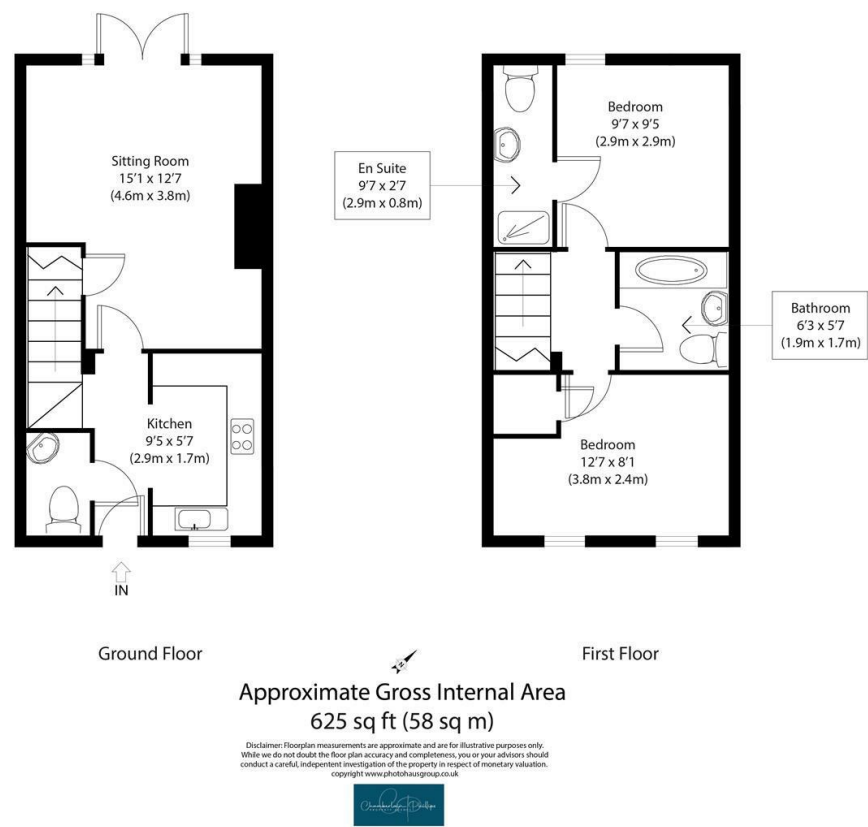 Sitting Room
15'1 x 12'7
(4.6m x 3.8m)
Kitchen
9'5 x 5'7
(2.9m x 1.7m)
IN
En Suite
9'7 x 2'7
(2.9m x 0.8m)
Bedroom
9'7 x 9'5
(2.9m x 2.9m)
Bathroom
6'3 x 5'7
(1.9m x 1.7m)
Bedroom
12'7 x 8'1
(3.8m x 2.4m)
Ground Floor
First Floor
N
Approximate Gross Internal Area
625 sq ft (58 sq m)
Disclaimer: Floorplan measurements are approximate and are for illustrative purposes only.
While we do not doubt the floor plan accuracy and completeness, you or your advisors should
conduct a careful, indepentent investigation of the property in respect of monetary valuation.
copyright www.photohausgroup.co.uk
Chamberlain Phillips